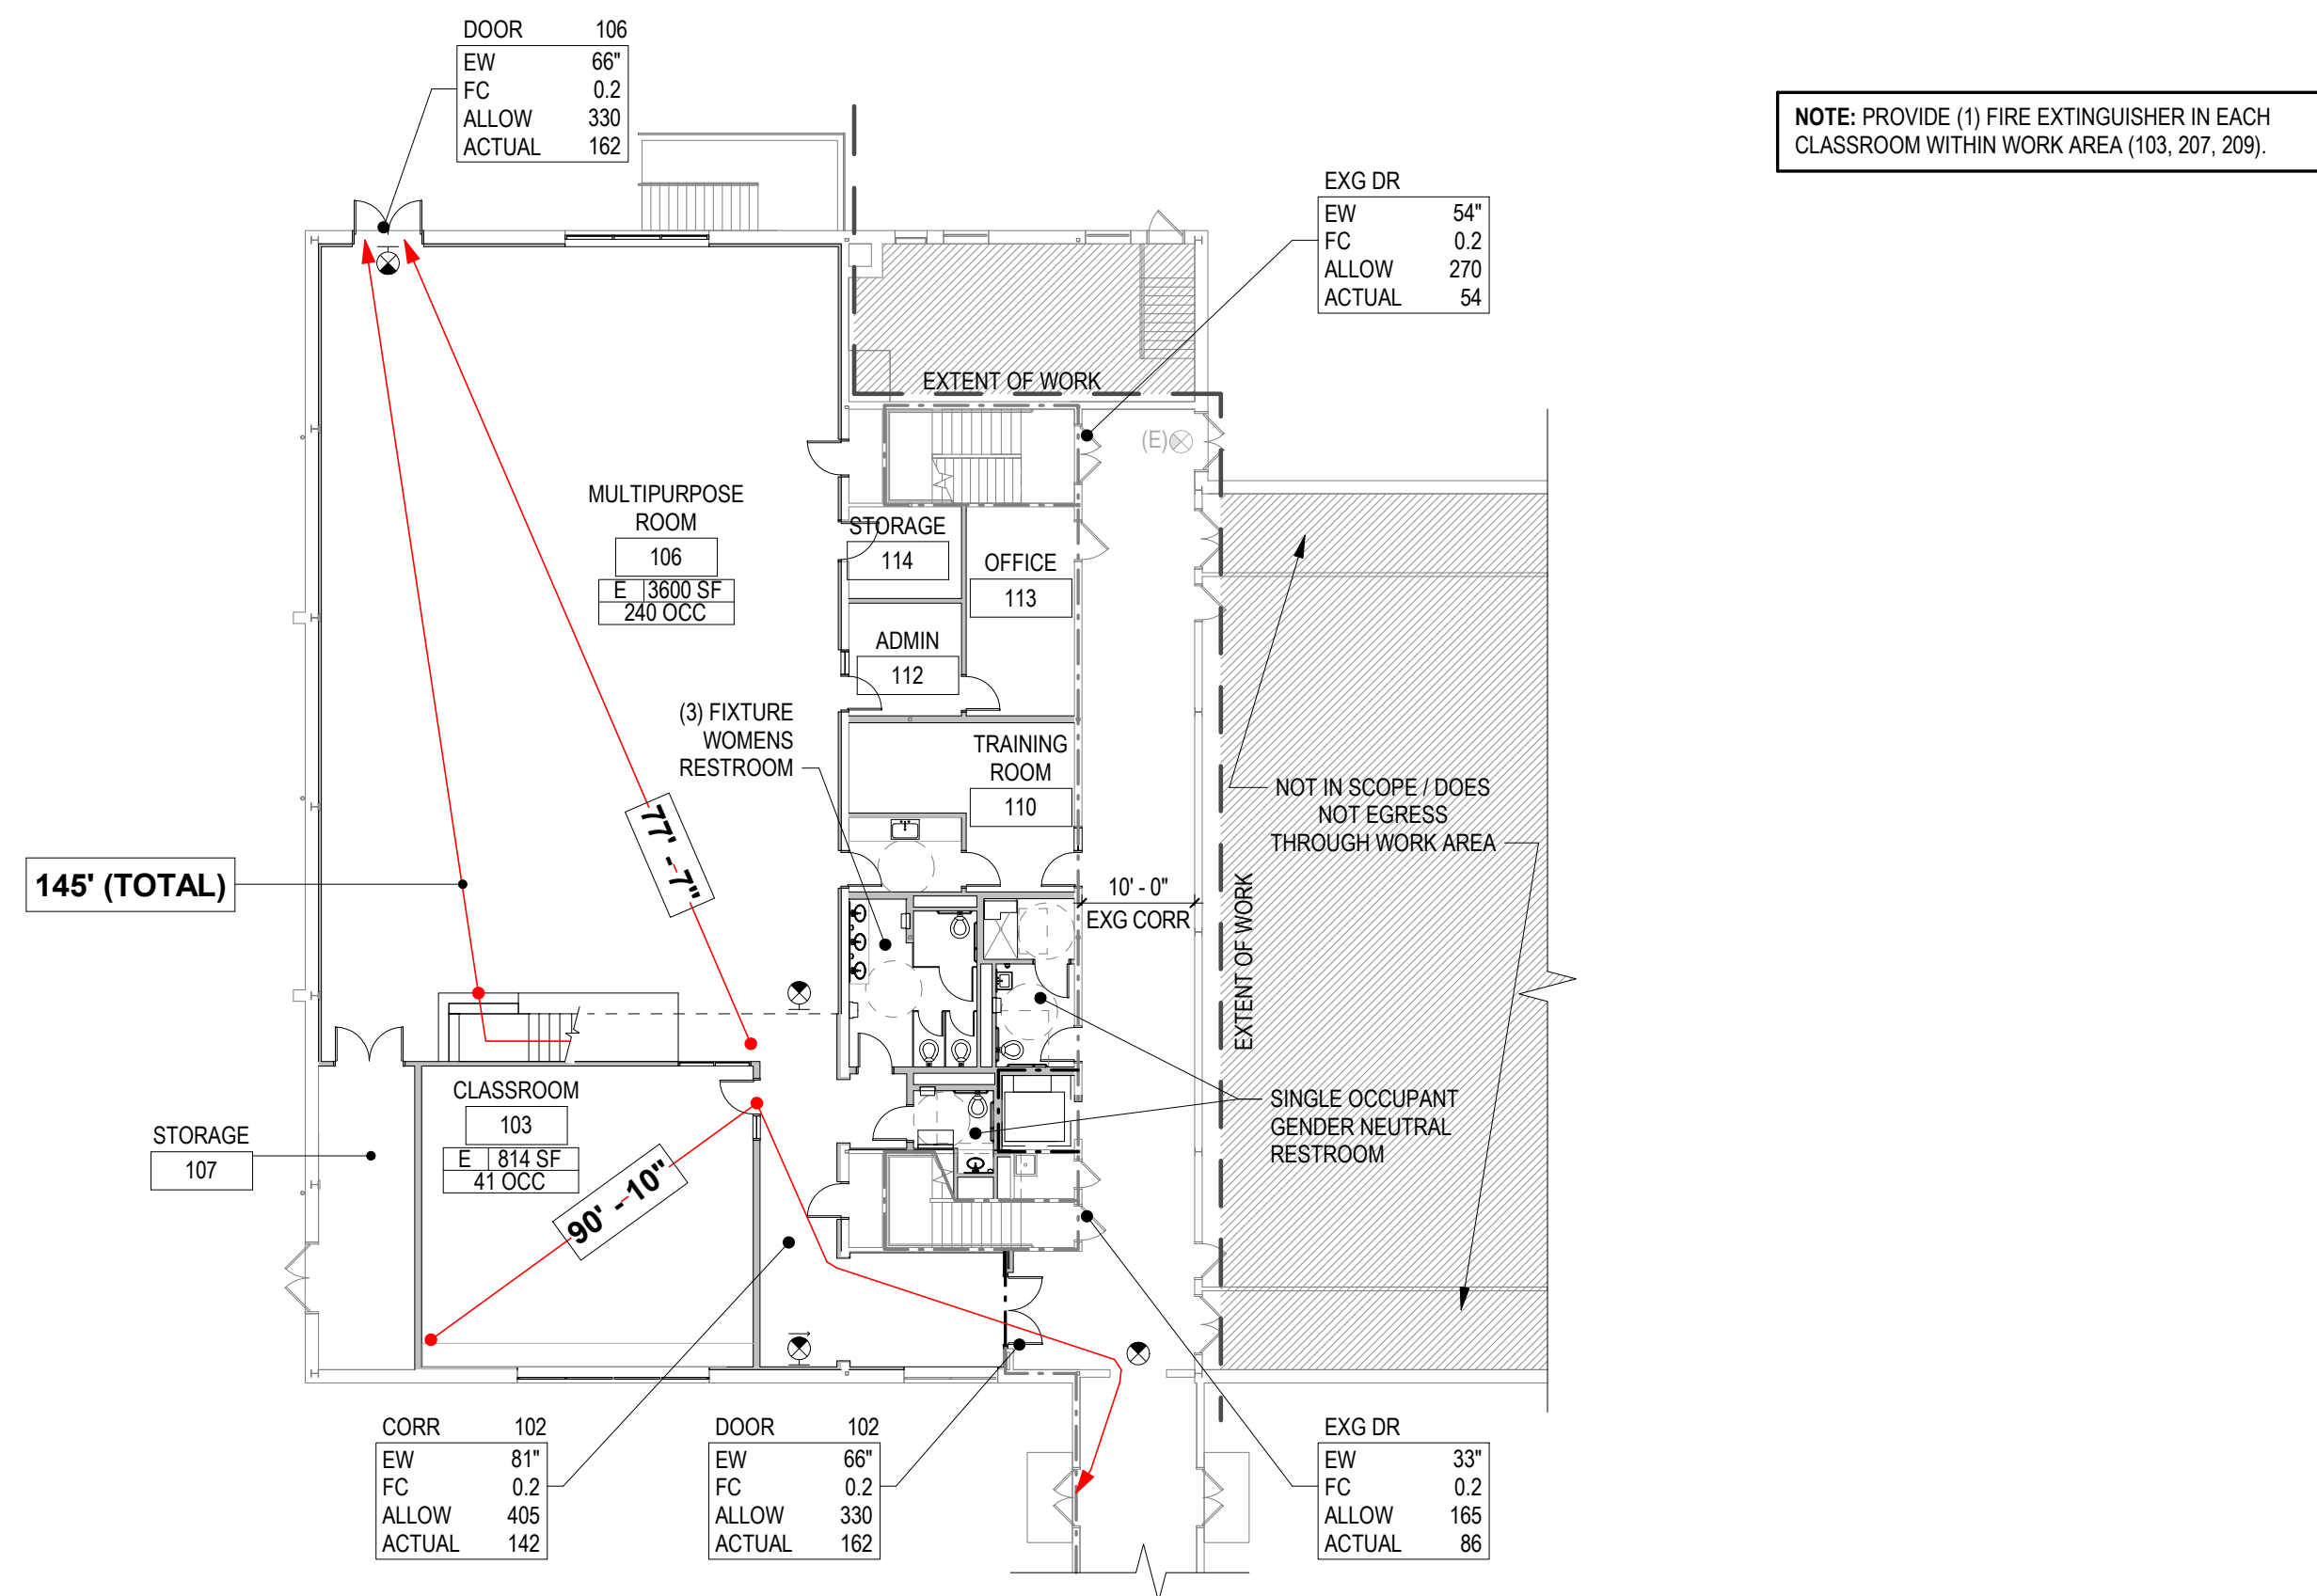 DOOR 106
EW 66"
FC 0.2
ALLOW 330
ACTUAL 162
NOTE: PROVIDE (1) FIRE EXTINGUISHER IN EACH
CLASSROOM WITHIN WORK AREA (103, 207, 209).
EXG DR
EW 54"
FC 0.2
ALLOW 270
ACTUAL 54
EXTENT OF WORK
(E)
MULTIPURPOSE
ROOM
106
E 3600 SF
240 OCC
STORAGE
114
OFFICE
113
ADMIN
112
(3) FIXTURE
WOMENS
RESTROOM
TRAINING
ROOM
110
77' - 7"
NOT IN SCOPE / DOES
NOT EGRESS
THROUGH WORK AREA
145' (TOTAL)
10' - 0"
EXG CORR
EXTENT OF WORK
CLASSROOM
103
E 814 SF
41 OCC
90' - 10"
STORAGE
107
SINGLE OCCUPANT
GENDER NEUTRAL
RESTROOM
CORR 102
EW 81"
FC 0.2
ALLOW 405
ACTUAL 142
DOOR 102
EW 66"
FC 0.2
ALLOW 330
ACTUAL 162
EXG DR
EW 33"
FC 0.2
ALLOW 165
ACTUAL 86